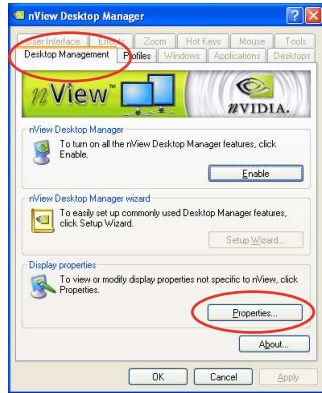 nView Desktop Manager
User Interface Effects Zoom Hot Keys Mouse Tools
Desktop Management Profiles Windows Applications Desktops
nView™ nVIDIA.
nView Desktop Manager
To turn on all the nView Desktop Manager features, click
Enable.
Enable
nView Desktop Manager wizard
To easily set up commonly used Desktop Manager features,
click Setup Wizard.
Setup Wizard...
Display properties
To view or modify display properties not specific to nView, click
Properties.
Properties...
About...
OK Cancel Apply